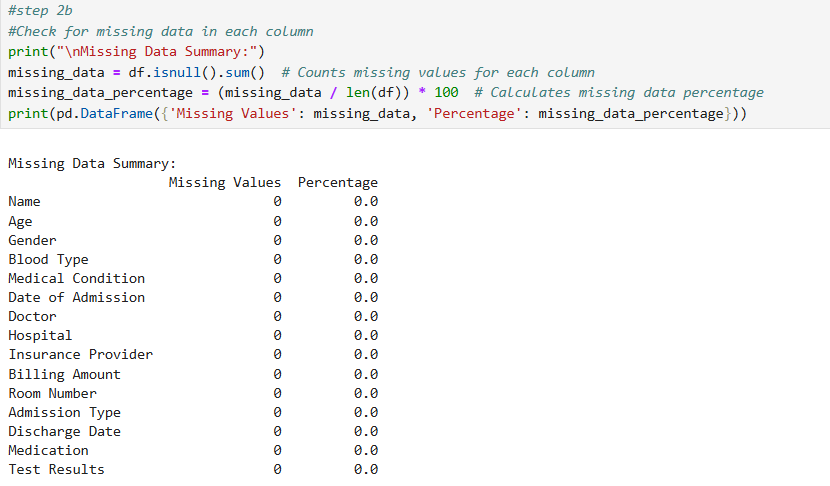 #step 2b
#Check for missing data in each column
print("\nMissing Data Summary:")
missing_data = df.isnull().sum()  # Counts missing values for each column
missing_data_percentage = (missing_data / len(df)) * 100  # Calculates missing data percentage
print(pd.DataFrame({'Missing Values': missing_data, 'Percentage': missing_data_percentage}))
Missing Data Summary:
                    Missing Values  Percentage
Name                             0         0.0
Age                              0         0.0
Gender                           0         0.0
Blood Type                       0         0.0
Medical Condition                0         0.0
Date of Admission                0         0.0
Doctor                           0         0.0
Hospital                         0         0.0
Insurance Provider               0         0.0
Billing Amount                   0         0.0
Room Number                      0         0.0
Admission Type                   0         0.0
Discharge Date                   0         0.0
Medication                       0         0.0
Test Results                     0         0.0